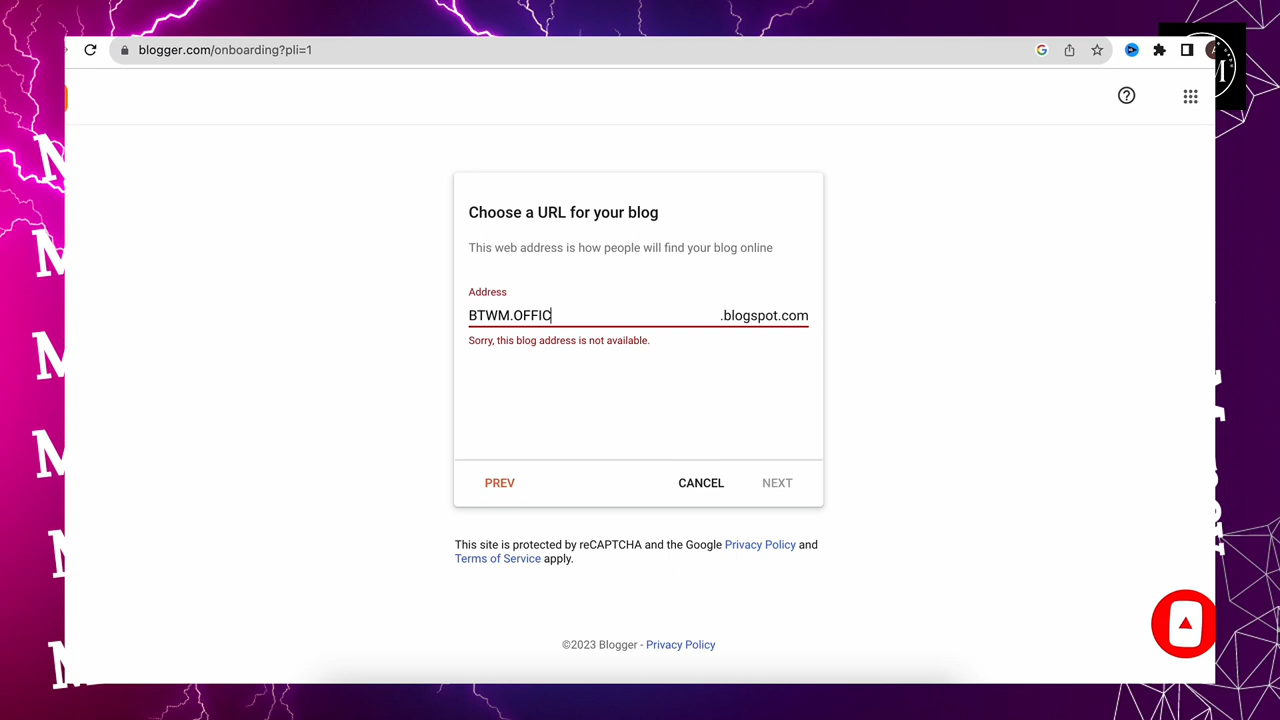 blogger.com/onboarding?pli=1
Choose a URL for your blog
This web address is how people will find your blog online
Address
BTWM.OFFIC .blogspot.com
Sorry, this blog address is not available.
PREV CANCEL NEXT
This site is protected by reCAPTCHA and the Google Privacy Policy and
Terms of Service apply.
©2023 Blogger - Privacy Policy
M
M
M
M
M
M
M